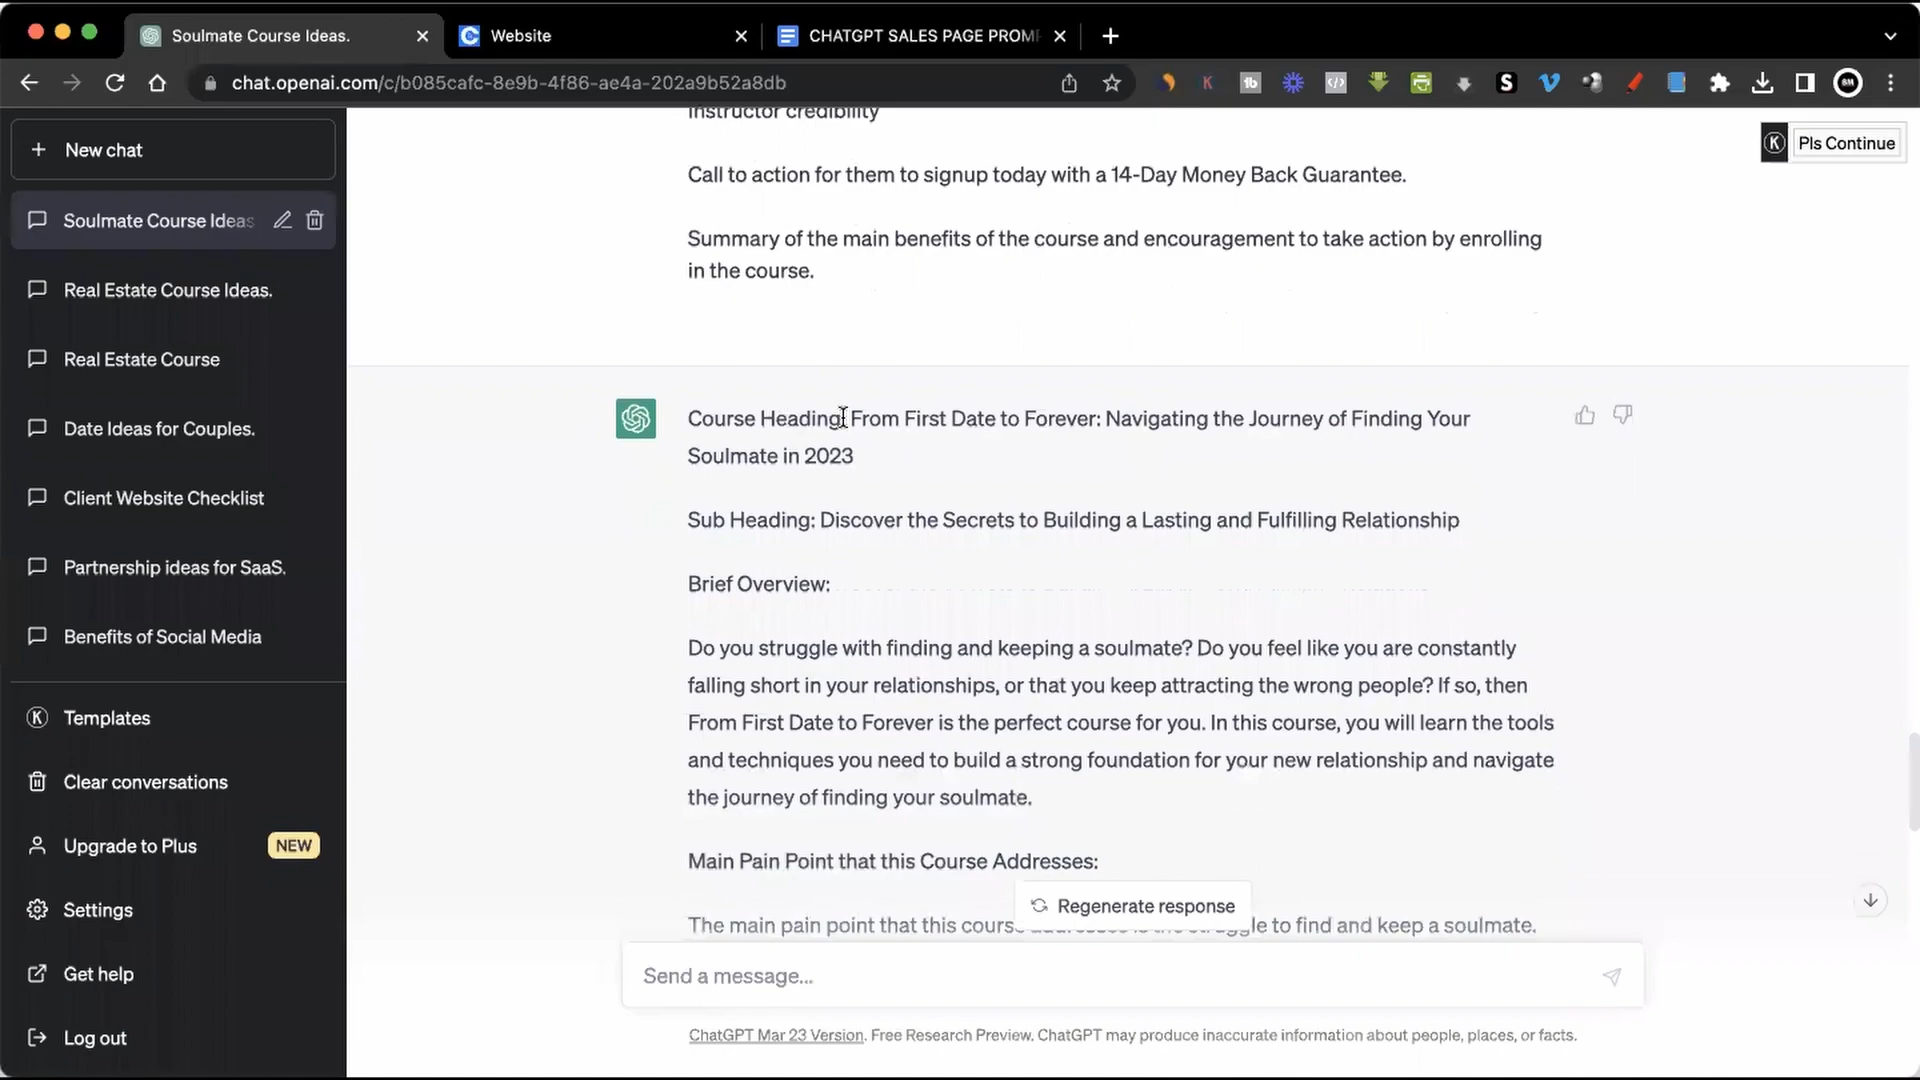 Soulmate Course Ideas.
Website
CHATGPT SALES PAGE PROM
chat.openai.com/c/b085cafc-8e9b-4f86-ae4a-202a9b52a8db
New chat
Soulmate Course Ideas
Real Estate Course Ideas.
Real Estate Course
Date Ideas for Couples.
Client Website Checklist
Partnership ideas for SaaS.
Benefits of Social Media
Templates
Clear conversations
Upgrade to Plus
NEW
Settings
Get help
Log out
Instructor credibility
Pls Continue
Call to action for them to signup today with a 14-Day Money Back Guarantee.
Summary of the main benefits of the course and encouragement to take action by enrolling
in the course.
Course Heading: From First Date to Forever: Navigating the Journey of Finding Your
Soulmate in 2023
Sub Heading: Discover the Secrets to Building a Lasting and Fulfilling Relationship
Brief Overview:
Do you struggle with finding and keeping a soulmate? Do you feel like you are constantly
falling short in your relationships, or that you keep attracting the wrong people? If so, then
From First Date to Forever is the perfect course for you. In this course, you will learn the tools
and techniques you need to build a strong foundation for your new relationship and navigate
the journey of finding your soulmate.
Main Pain Point that this Course Addresses:
Regenerate response
The main pain point that this course addresses is the struggle to find and keep a soulmate.
Send a message...
ChatGPT Mar 23 Version. Free Research Preview. ChatGPT may produce inaccurate information about people, places, or facts.